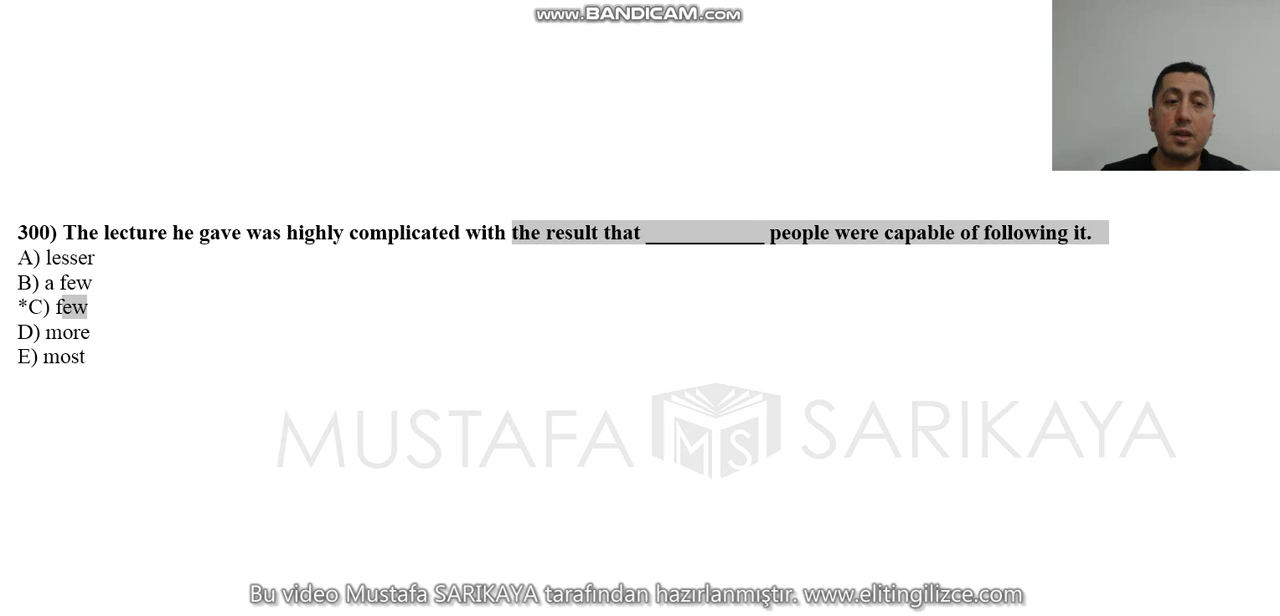 www.BANDICAM.com
300) The lecture he gave was highly complicated with the result that ___________ people were capable of following it.
A) lesser
B) a few
*C) few
D) more
E) most
MUSTAFA MS SARIKAYA
Bu video Mustafa SARIKAYA tarafından hazırlanmıştır. www.elitingilizce.com